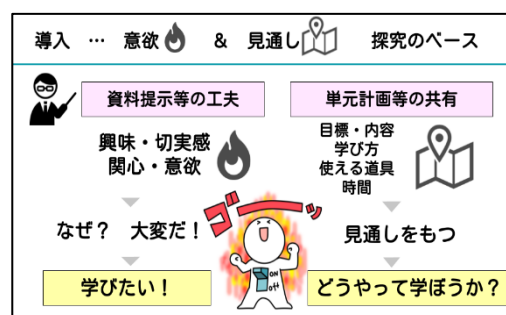 導入 … 意欲 & 見通し 探究のベース
資料提示等の工夫
興味・切実感
関心・意欲
なぜ? 大変だ!
学びたい!
ゴーッ
ON
off
単元計画等の共有
目標・内容
学び方
使える道具
時間
見通しをもつ
どうやって学ぼうか?